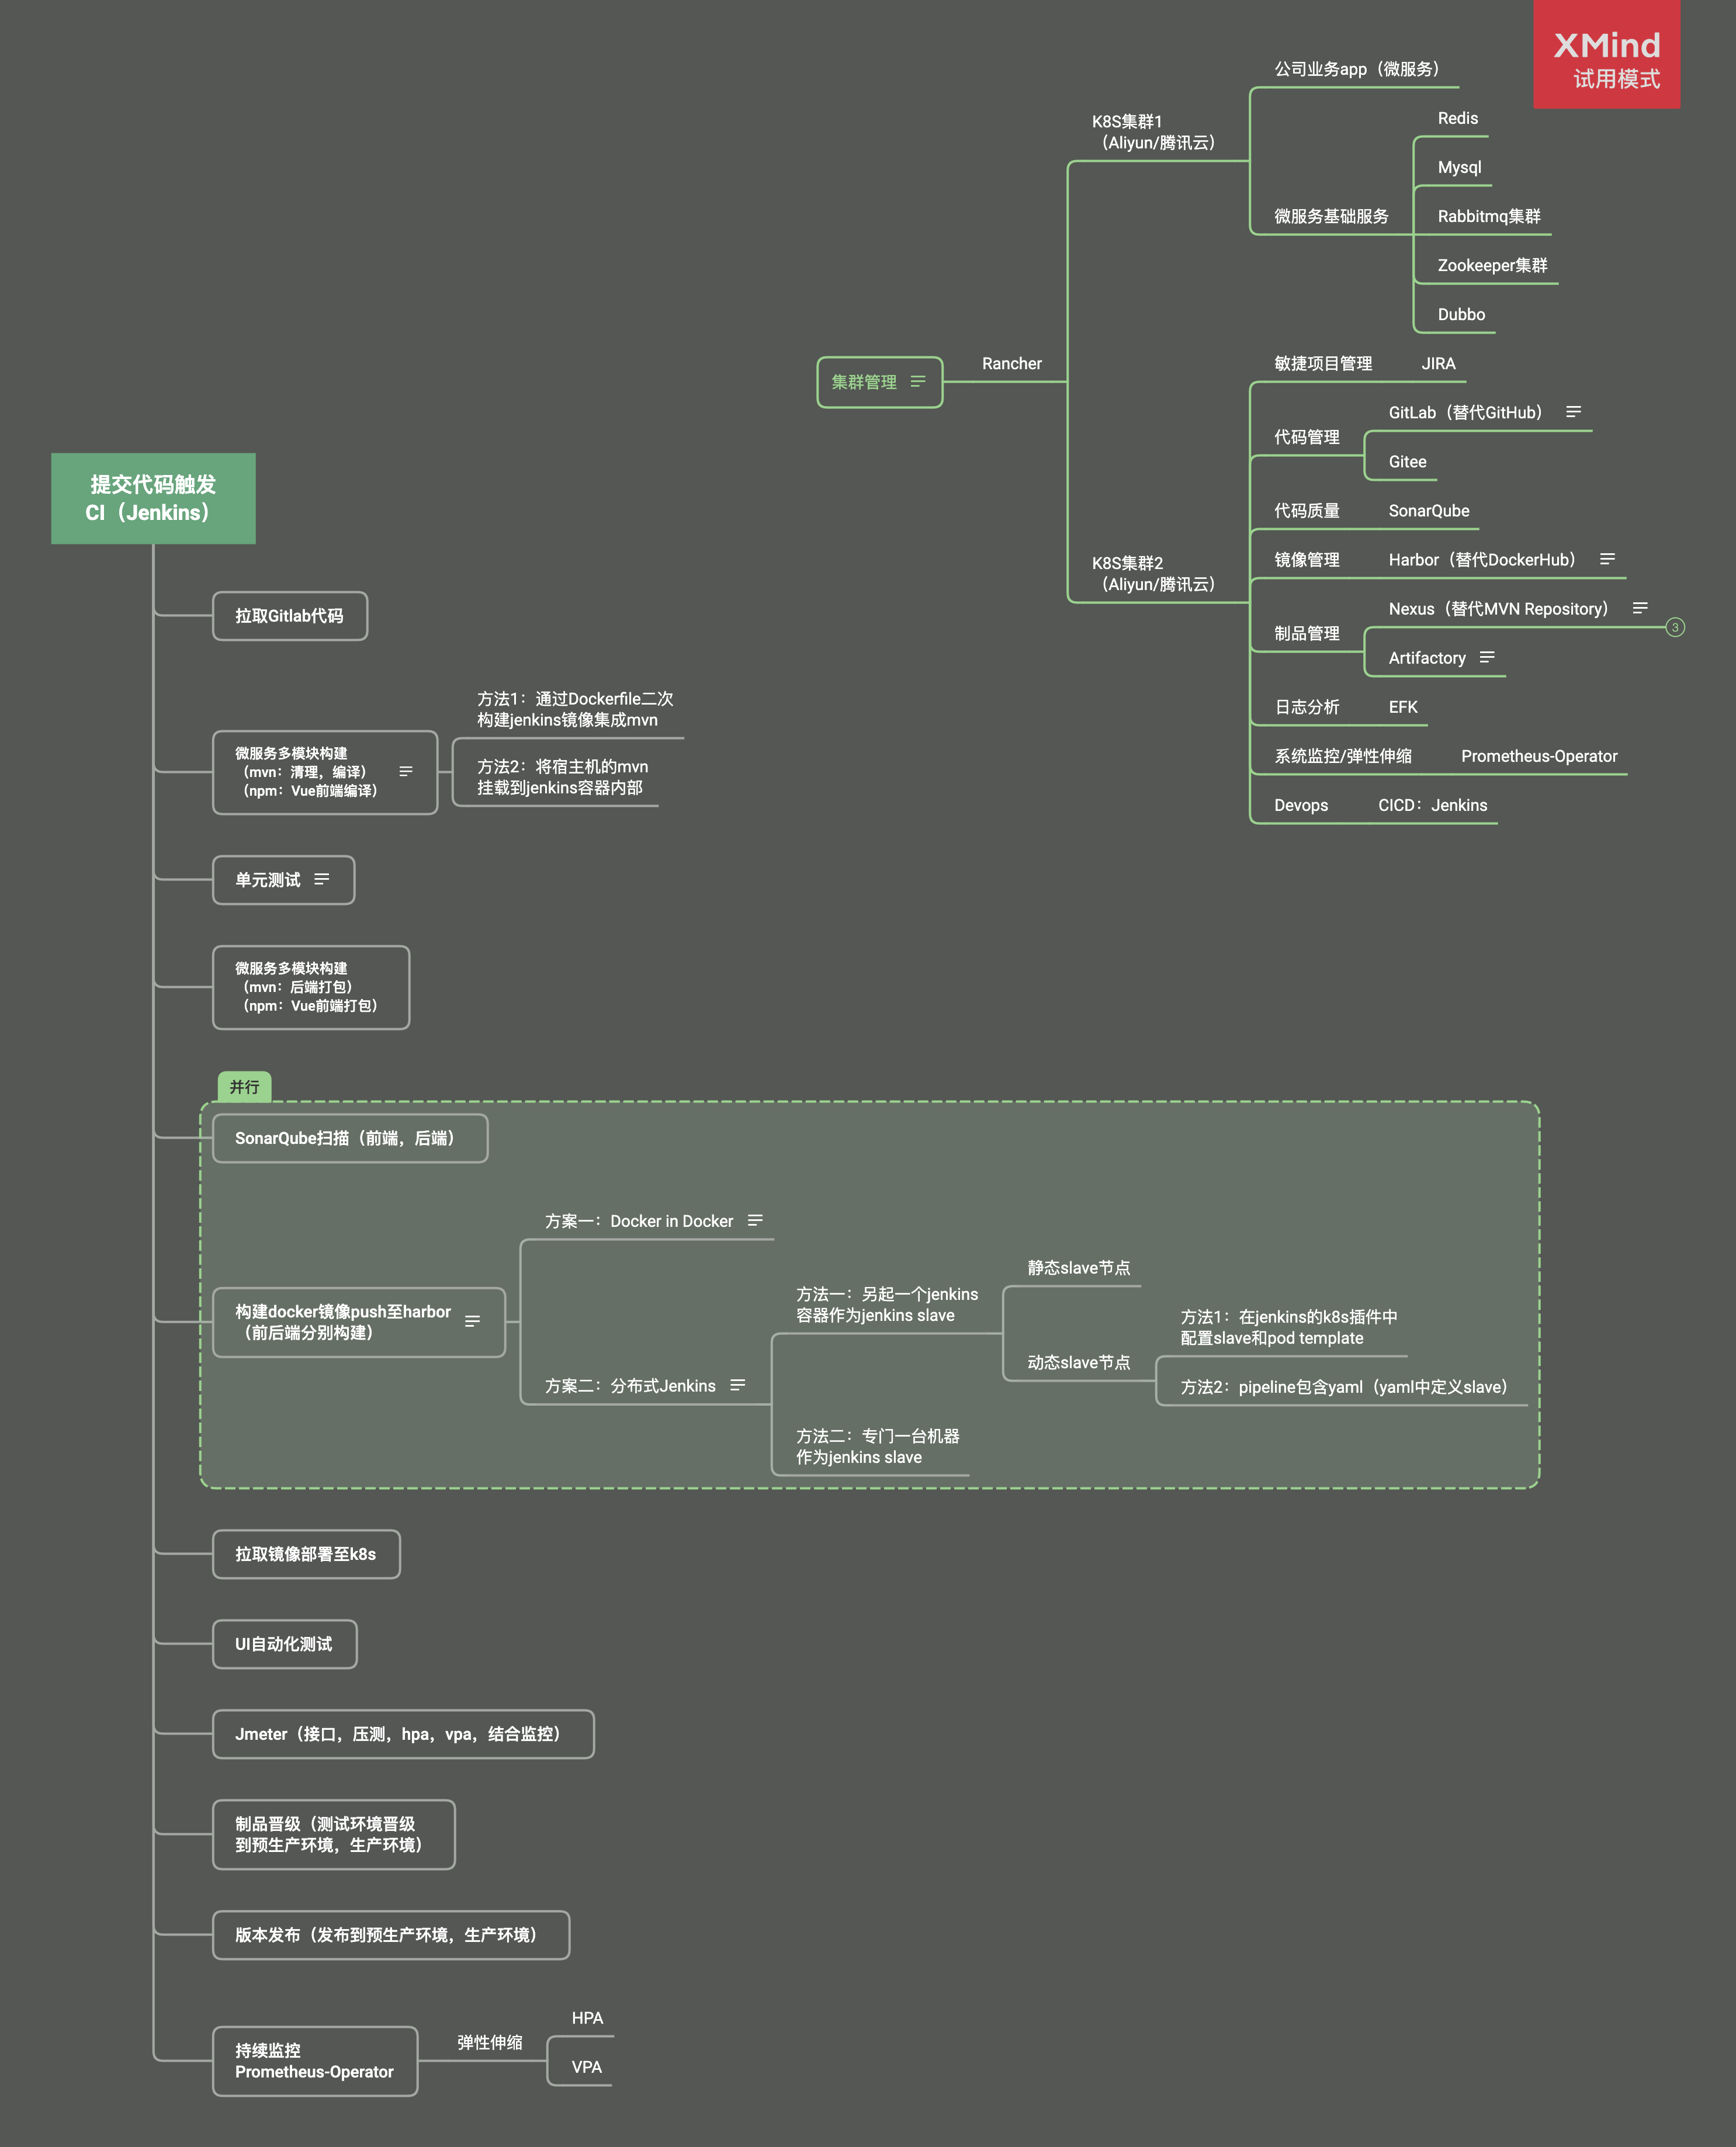 XMind
试用模式
公司业务app（微服务）
K8S集群1
（Aliyun/腾讯云）
Redis
Mysql
微服务基础服务
Rabbitmq集群
Zookeeper集群
Dubbo
集群管理
Rancher
敏捷项目管理
JIRA
代码管理
GitLab（替代GitHub）
Gitee
代码质量
SonarQube
K8S集群2
（Aliyun/腾讯云）
镜像管理
Harbor（替代DockerHub）
制品管理
Nexus（替代MVN Repository）
3
Artifactory
日志分析
EFK
系统监控/弹性伸缩
Prometheus-Operator
Devops
CICD：Jenkins
提交代码触发
CI（Jenkins）
拉取Gitlab代码
微服务多模块构建
（mvn：清理，编译）
（npm：Vue前端编译）
方法1：通过Dockerfile二次
构建jenkins镜像集成mvn
方法2：将宿主机的mvn
挂载到jenkins容器内部
单元测试
微服务多模块构建
（mvn：后端打包）
（npm：Vue前端打包）
并行
SonarQube扫描（前端，后端）
构建docker镜像push至harbor
（前后端分别构建）
方案一：Docker in Docker
方案二：分布式Jenkins
方法一：另起一个jenkins
容器作为jenkins slave
静态slave节点
动态slave节点
方法1：在jenkins的k8s插件中
配置slave和pod template
方法2：pipeline包含yaml（yaml中定义slave）
方法二：专门一台机器
作为jenkins slave
拉取镜像部署至k8s
UI自动化测试
Jmeter（接口，压测，hpa，vpa，结合监控）
制品晋级（测试环境晋级
到预生产环境，生产环境）
版本发布（发布到预生产环境，生产环境）
持续监控
Prometheus-Operator
弹性伸缩
HPA
VPA